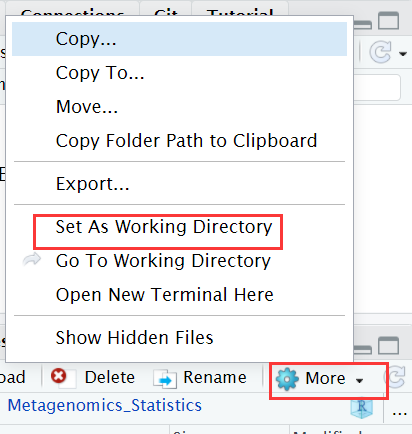 Connections Git Tutorial
Copy...
Copy To...
Move...
Copy Folder Path to Clipboard
Export...
Set As Working Directory
Go To Working Directory
Open New Terminal Here
Show Hidden Files
Delete Rename More
Metagenomics_Statistics R ...